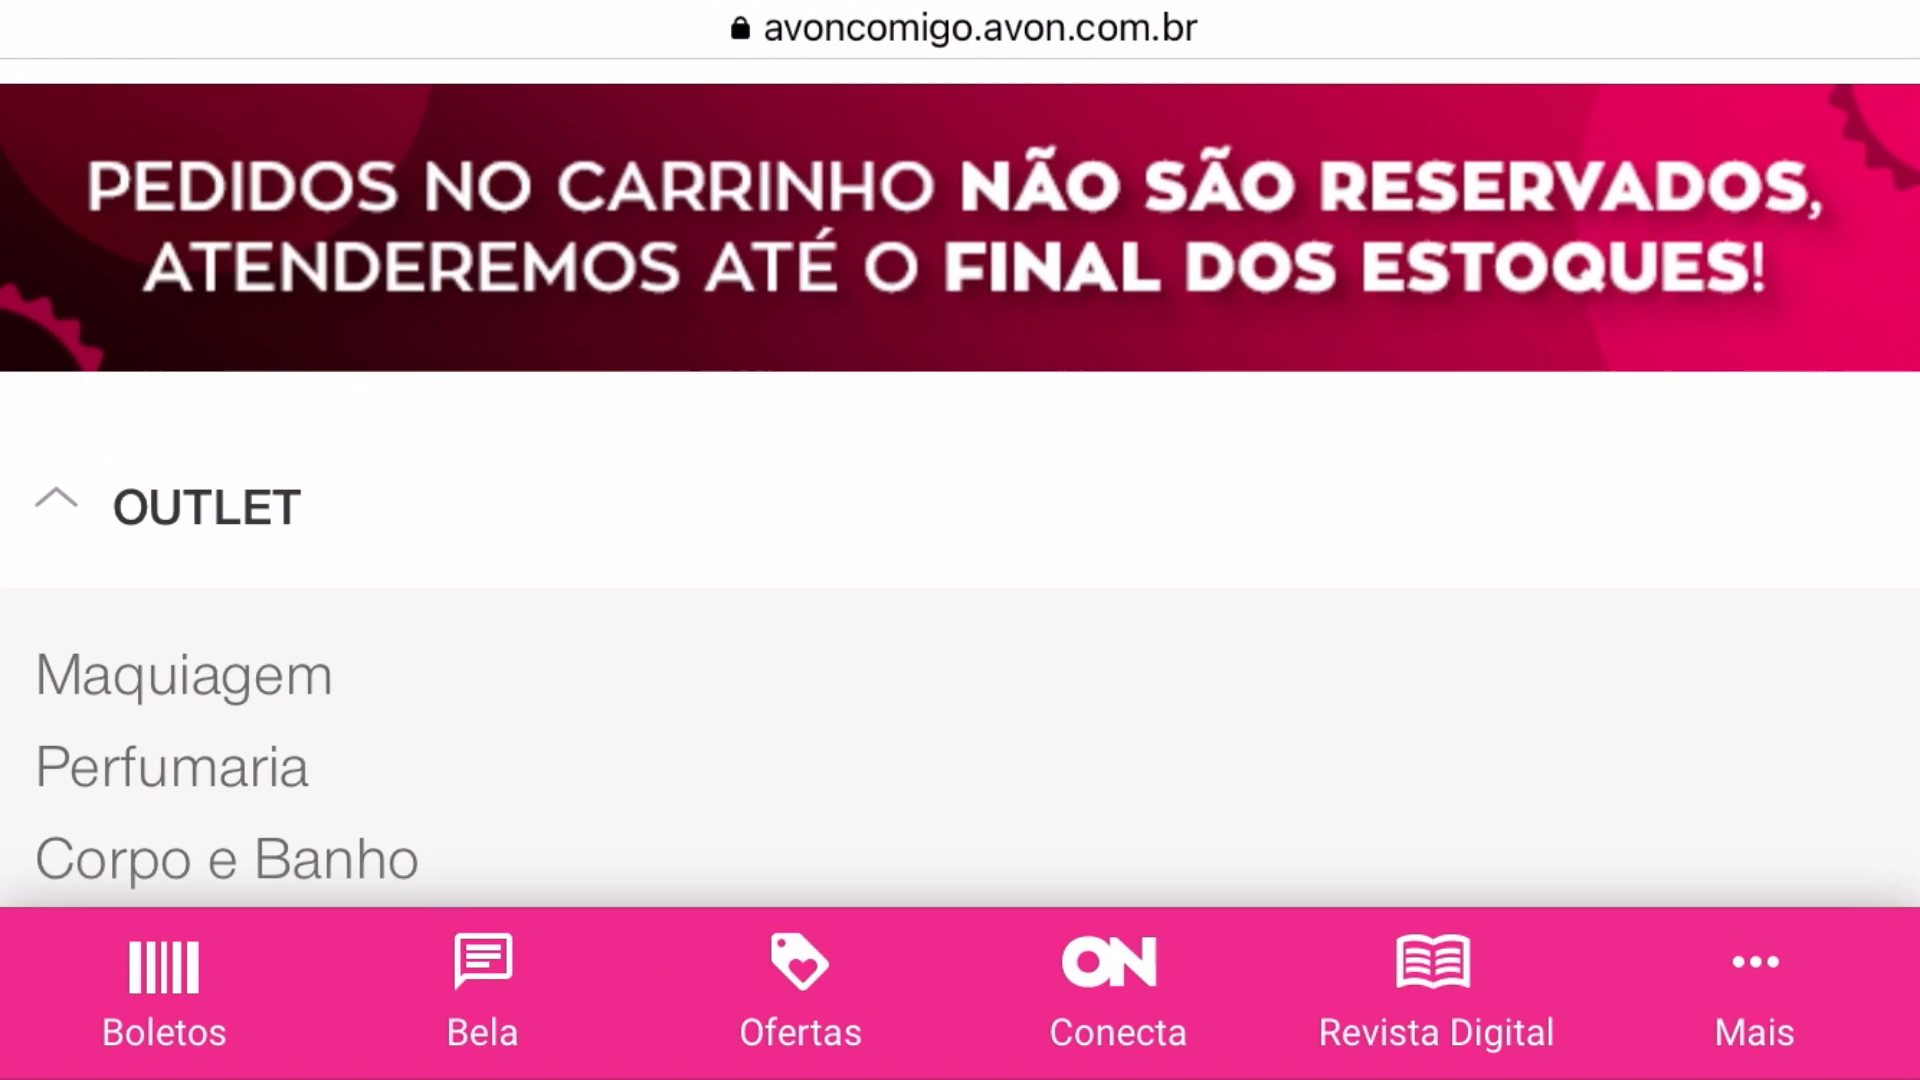 avoncomigo.avon.com.br
PEDIDOS NO CARRINHO NÃO SÃO RESERVADOS,
ATENDEREMOS ATÉ O FINAL DOS ESTOQUES!
OUTLET
Maquiagem
Perfumaria
Corpo e Banho
ON
Boletos Bela Ofertas Conecta Revista Digital Mais